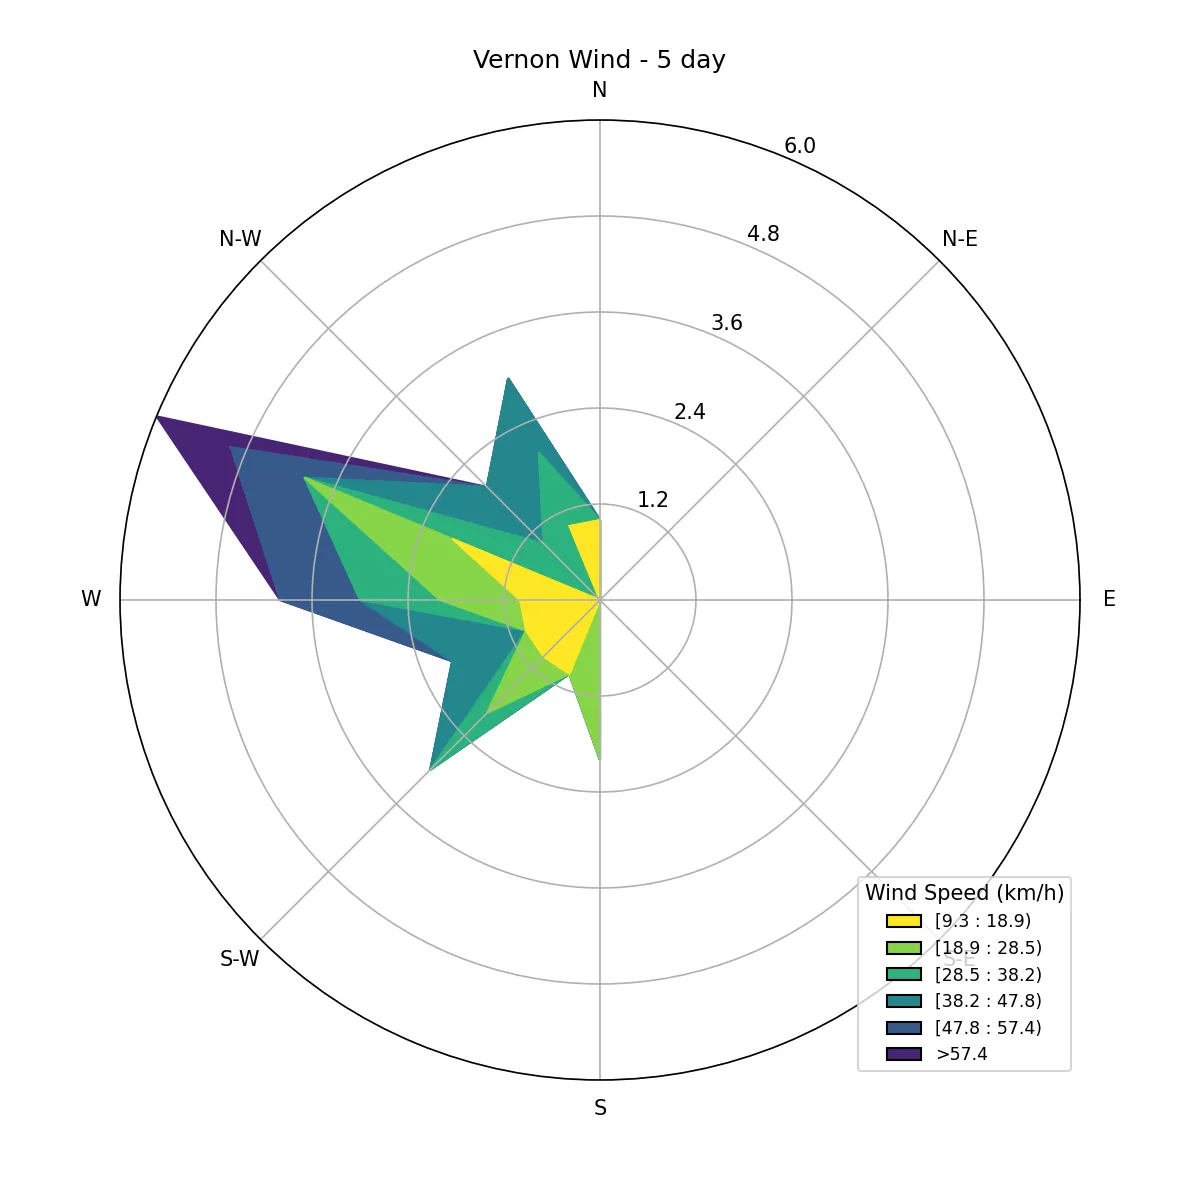 Vernon Wind - 5 day
N
6.0
N-W
N-E
4.8
3.6
2.4
1.2
W
E
S-W
S-E
S
Wind Speed (km/h)
[9.3 : 18.9)
[18.9 : 28.5)
[28.5 : 38.2)
[38.2 : 47.8)
[47.8 : 57.4)
>57.4